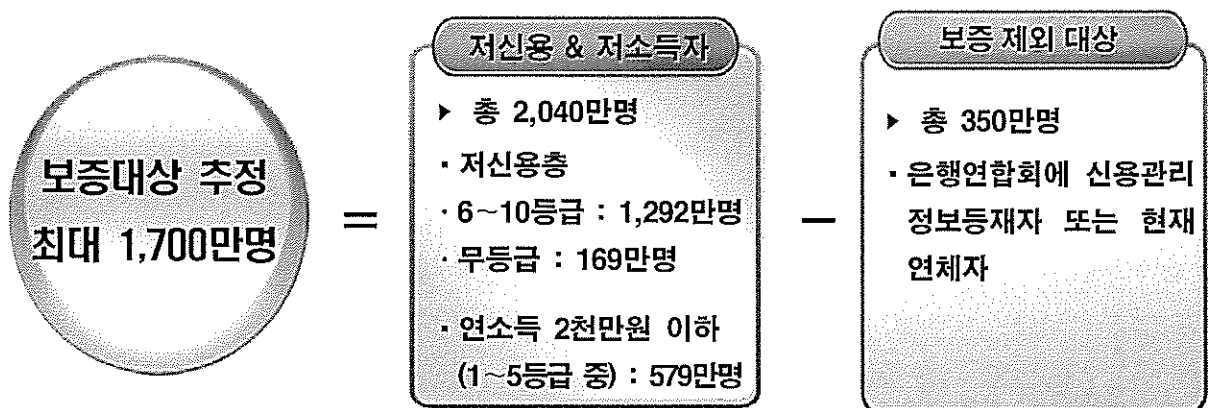 보증대상 추정
최대 1,700만명
=
저신용 & 저소득자
▶ 총 2,040만명
· 저신용층
· 6~10등급 : 1,292만명
· 무등급 : 169만명
· 연소득 2천만원 이하
(1~5등급 중) : 579만명
−
보증 제외 대상
▶ 총 350만명
· 은행연합회에 신용관리
정보등재자 또는 현재
연체자